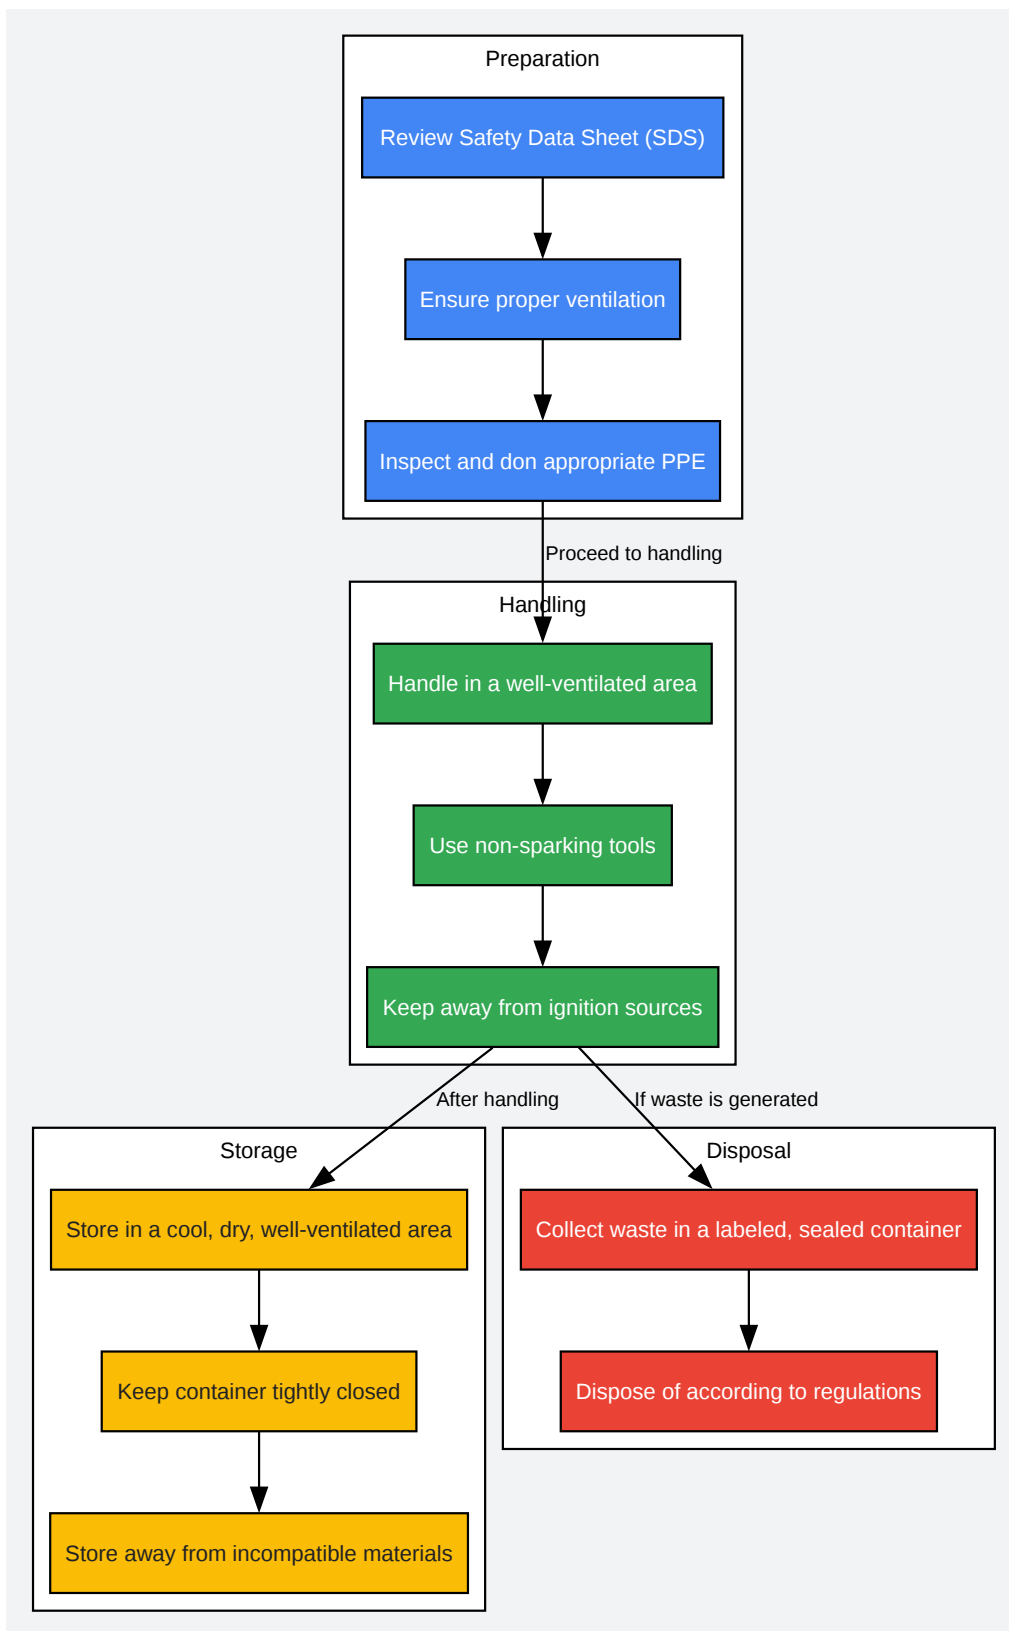 Preparation
Review Safety Data Sheet (SDS)
Ensure proper ventilation
Inspect and don appropriate PPE
Proceed to handling
Handling
Handle in a well-ventilated area
Use non-sparking tools
Keep away from ignition sources
After handling
If waste is generated
Storage
Store in a cool, dry, well-ventilated area
Keep container tightly closed
Store away from incompatible materials
Disposal
Collect waste in a labeled, sealed container
Dispose of according to regulations